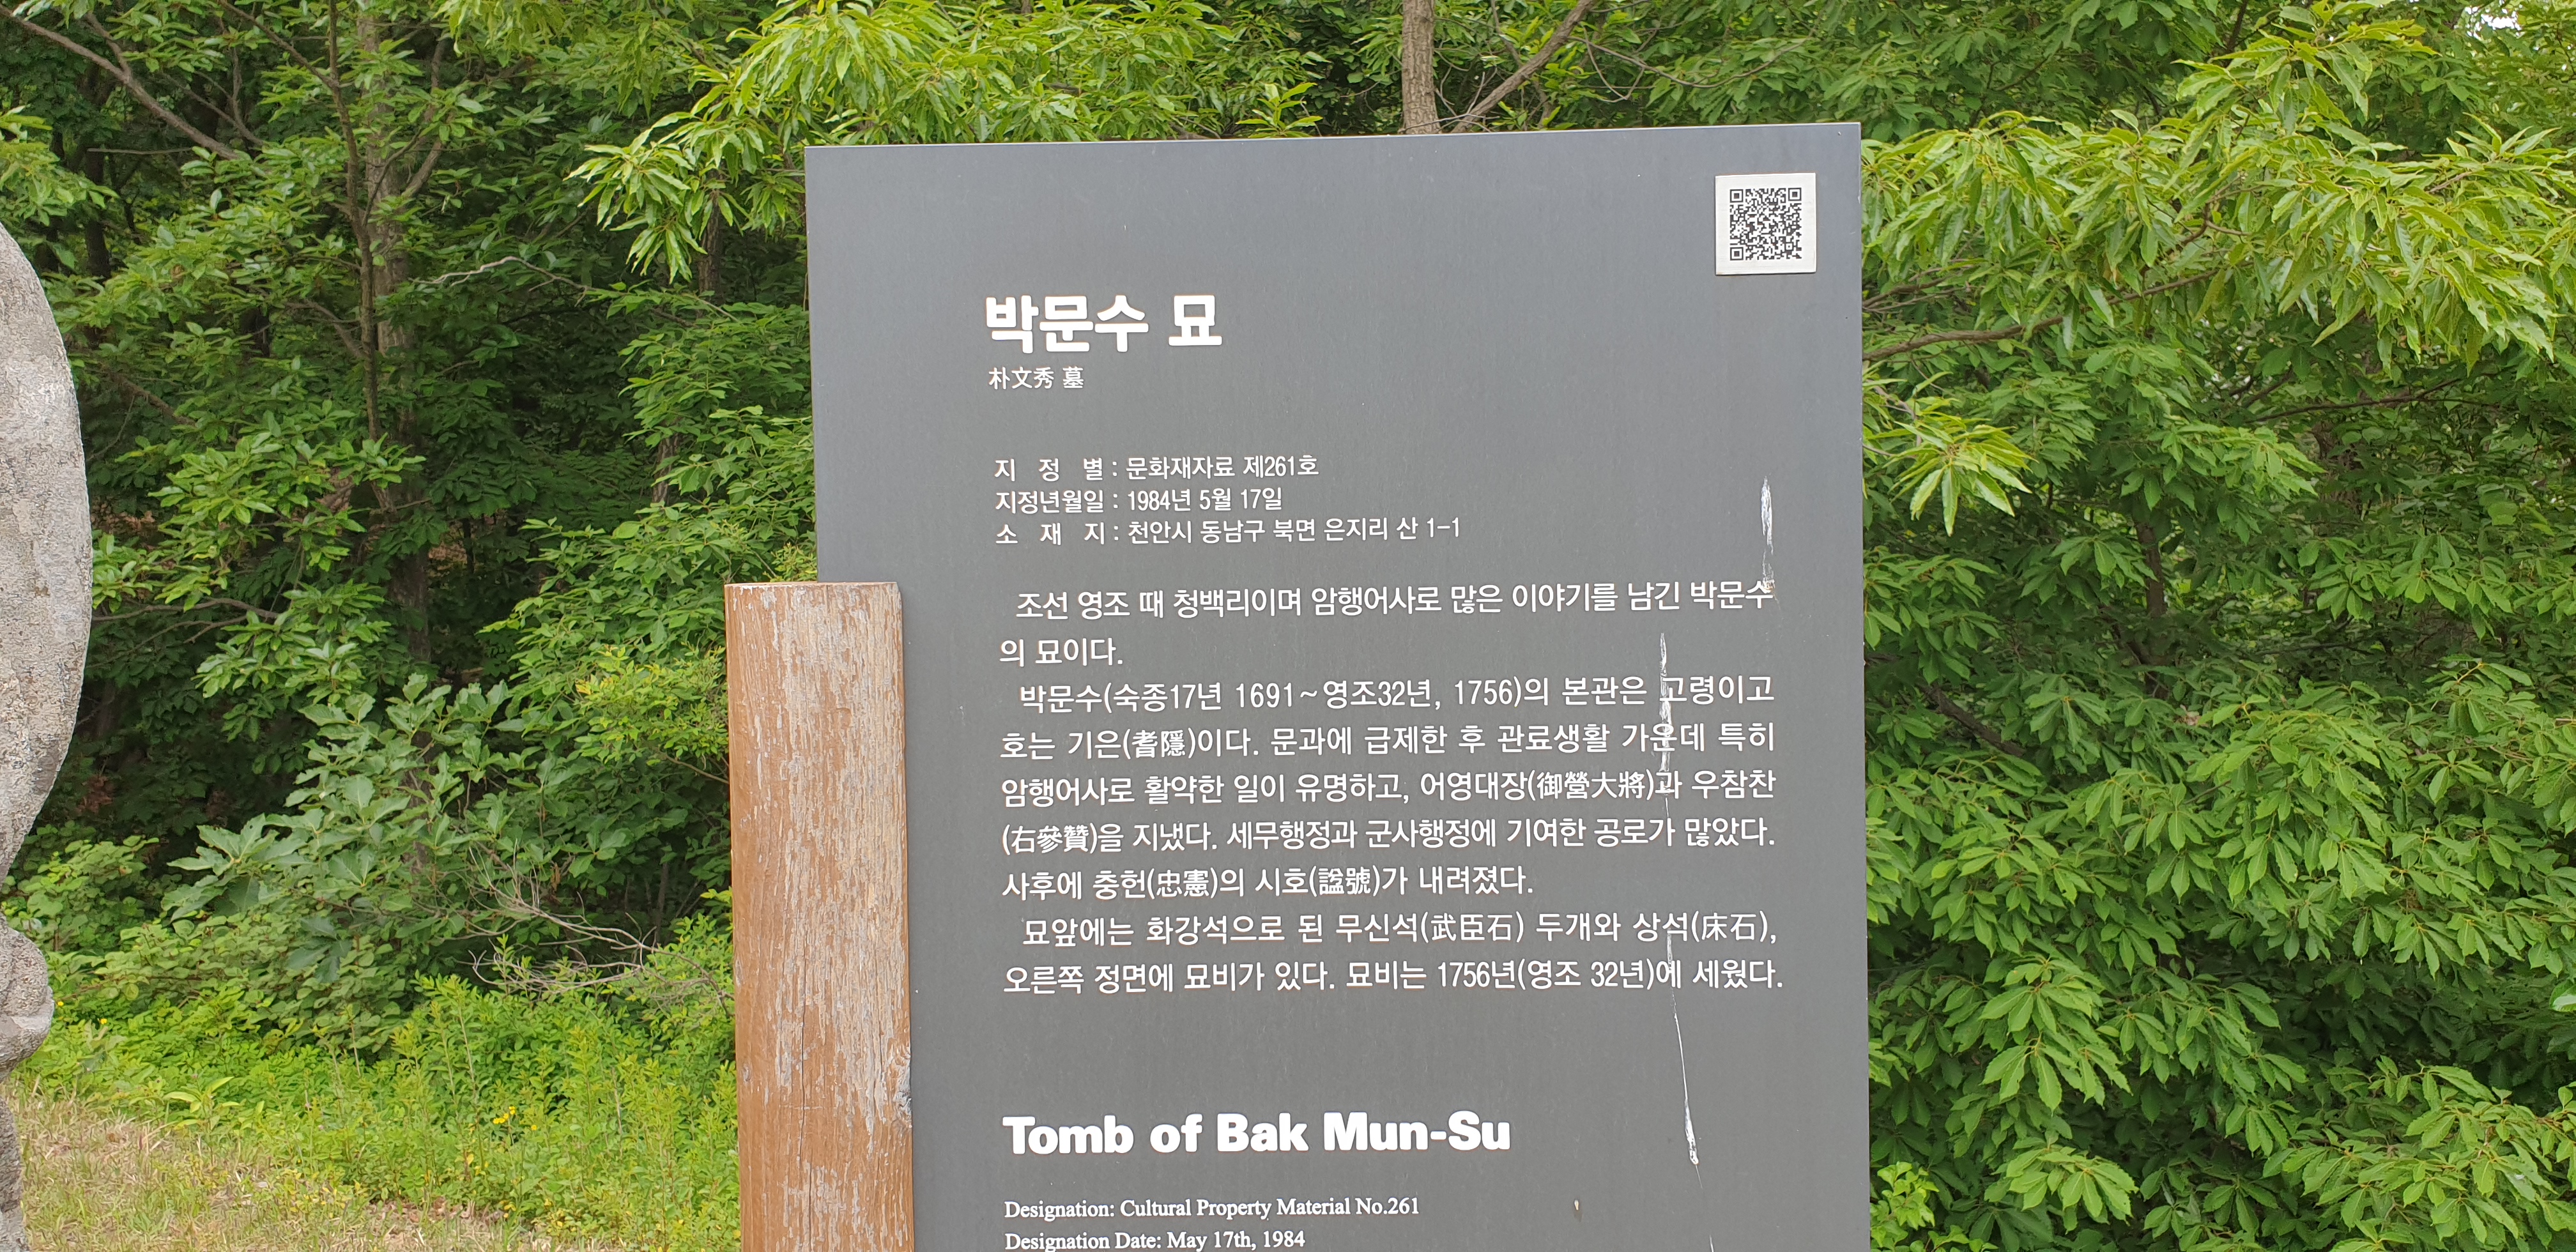 박문수 묘
朴文秀 墓
지 정 별 : 문화재자료 제261호
지정년월일 : 1984년 5월 17일
소 재 지 : 천안시 동남구 북면 은지리 산 1-1
조선 영조 때 청백리이며 암행어사로 많은 이야기를 남긴 박문수
의 묘이다.
박문수(숙종17년 1691~영조32년, 1756)의 본관은 고령이고
호는 기은(耆隱)이다. 문과에 급제한 후 관료생활 가운데 특히
암행어사로 활약한 일이 유명하고, 어영대장(御營大將)과 우참찬
(右參贊)을 지냈다. 세무행정과 군사행정에 기여한 공로가 많았다.
사후에 충헌(忠憲)의 시호(諡號)가 내려졌다.
묘앞에는 화강석으로 된 무신석(武臣石) 두개와 상석(床石),
오른쪽 정면에 묘비가 있다. 묘비는 1756년(영조 32년)에 세웠다.
Tomb of Bak Mun-Su
Designation: Cultural Property Material No.261
Designation Date: May 17th, 1984